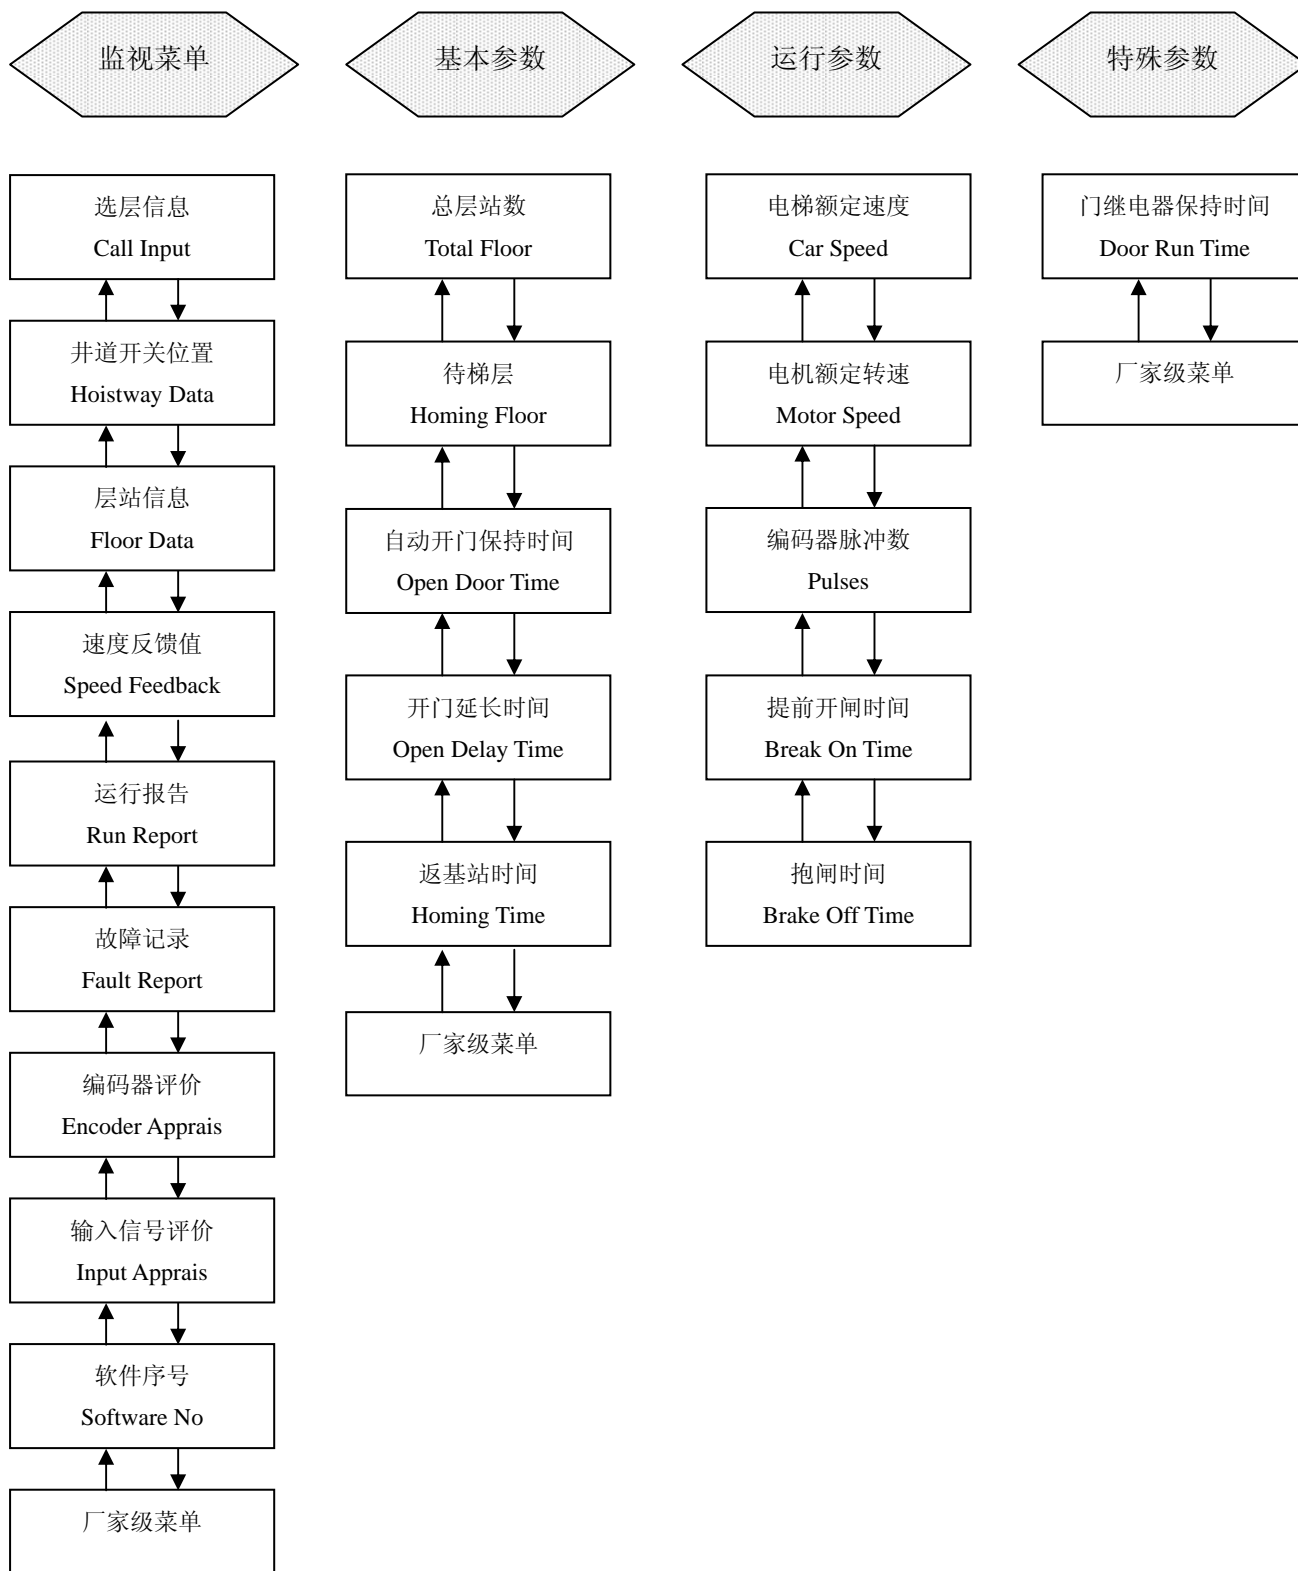 监视菜单
基本参数
运行参数
特殊参数
选层信息
Call Input
井道开关位置
Hoistway Data
层站信息
Floor Data
速度反馈值
Speed Feedback
运行报告
Run Report
故障记录
Fault Report
编码器评价
Encoder Apprais
输入信号评价
Input Apprais
软件序号
Software No
厂家级菜单
总层站数
Total Floor
待梯层
Homing Floor
自动开门保持时间
Open Door Time
开门延长时间
Open Delay Time
返基站时间
Homing Time
厂家级菜单
电梯额定速度
Car Speed
电机额定转速
Motor Speed
编码器脉冲数
Pulses
提前开闸时间
Break On Time
抱闸时间
Brake Off Time
门继电器保持时间
Door Run Time
厂家级菜单